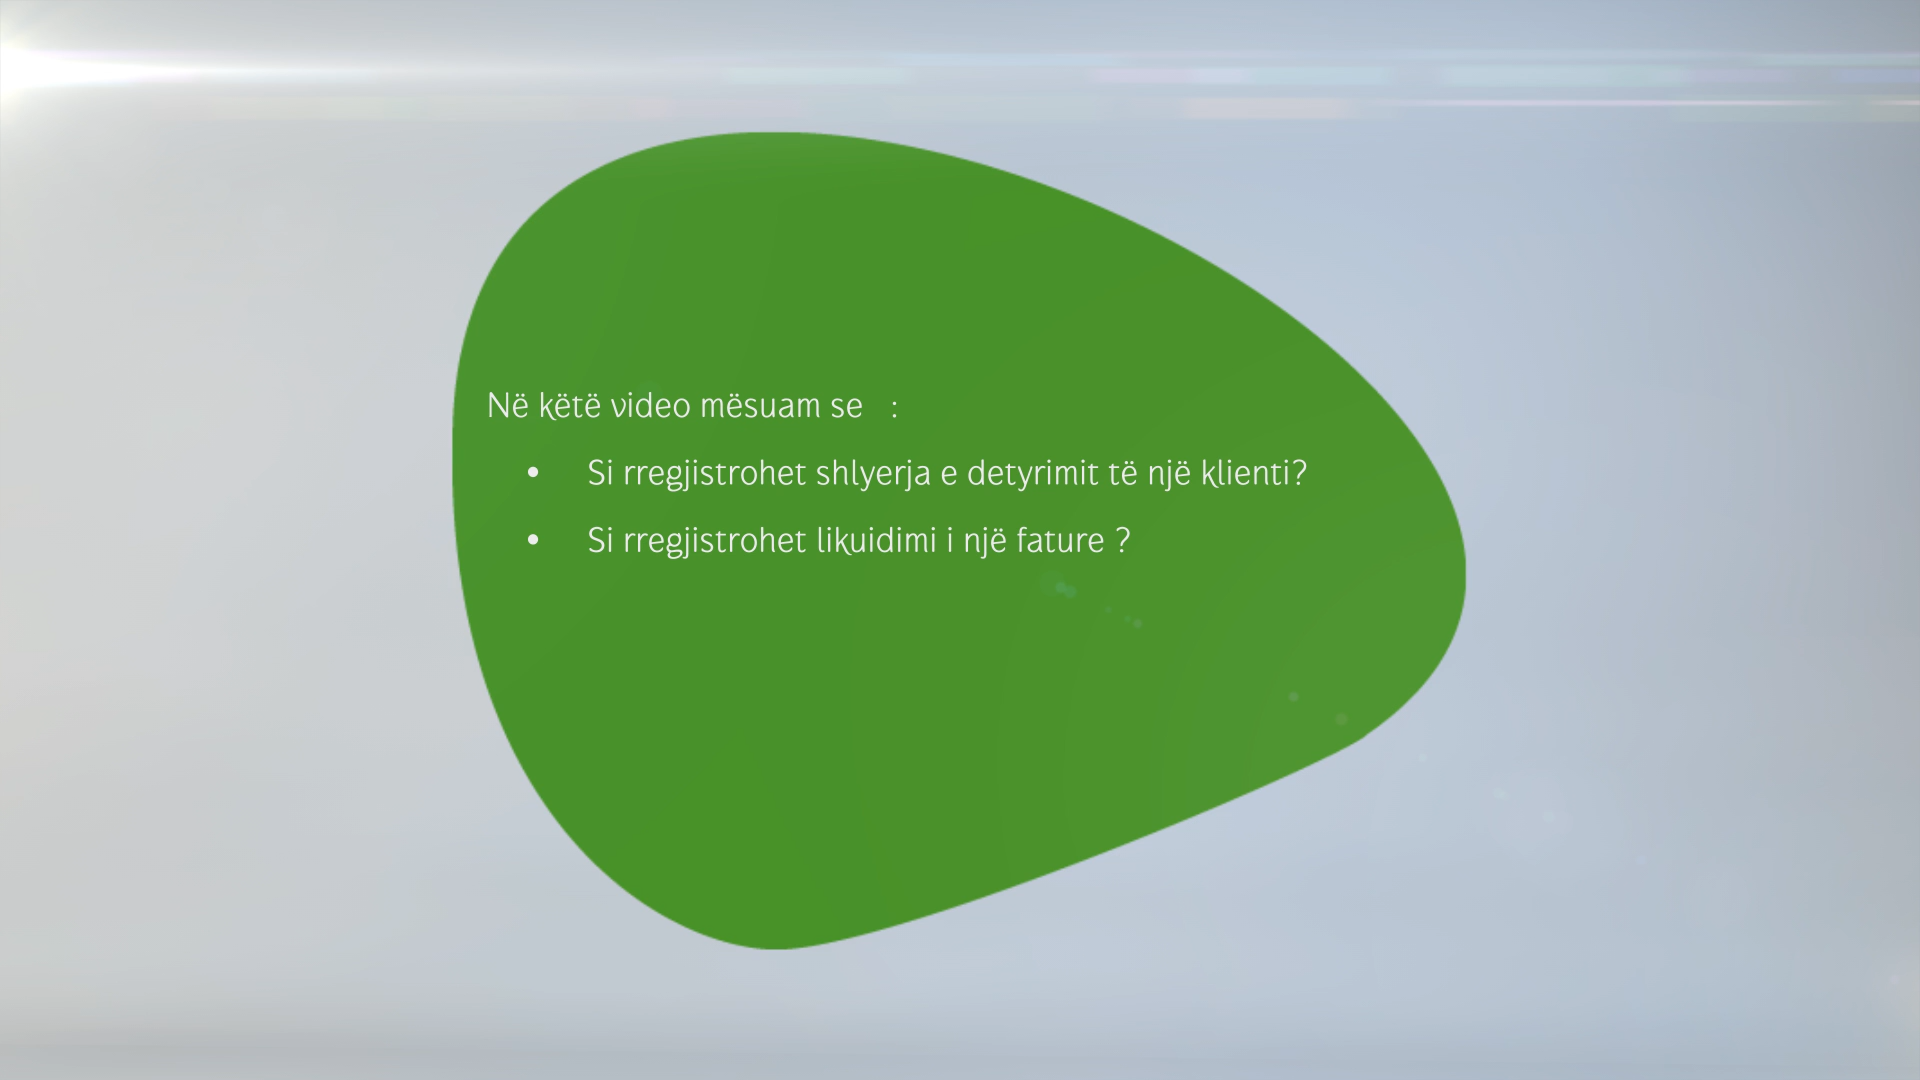 Në këtë video mësuam se :
• Si rregjistrohet shlyerja e detyrimit të një klienti?
• Si rregjistrohet likuidimi i një fature ?